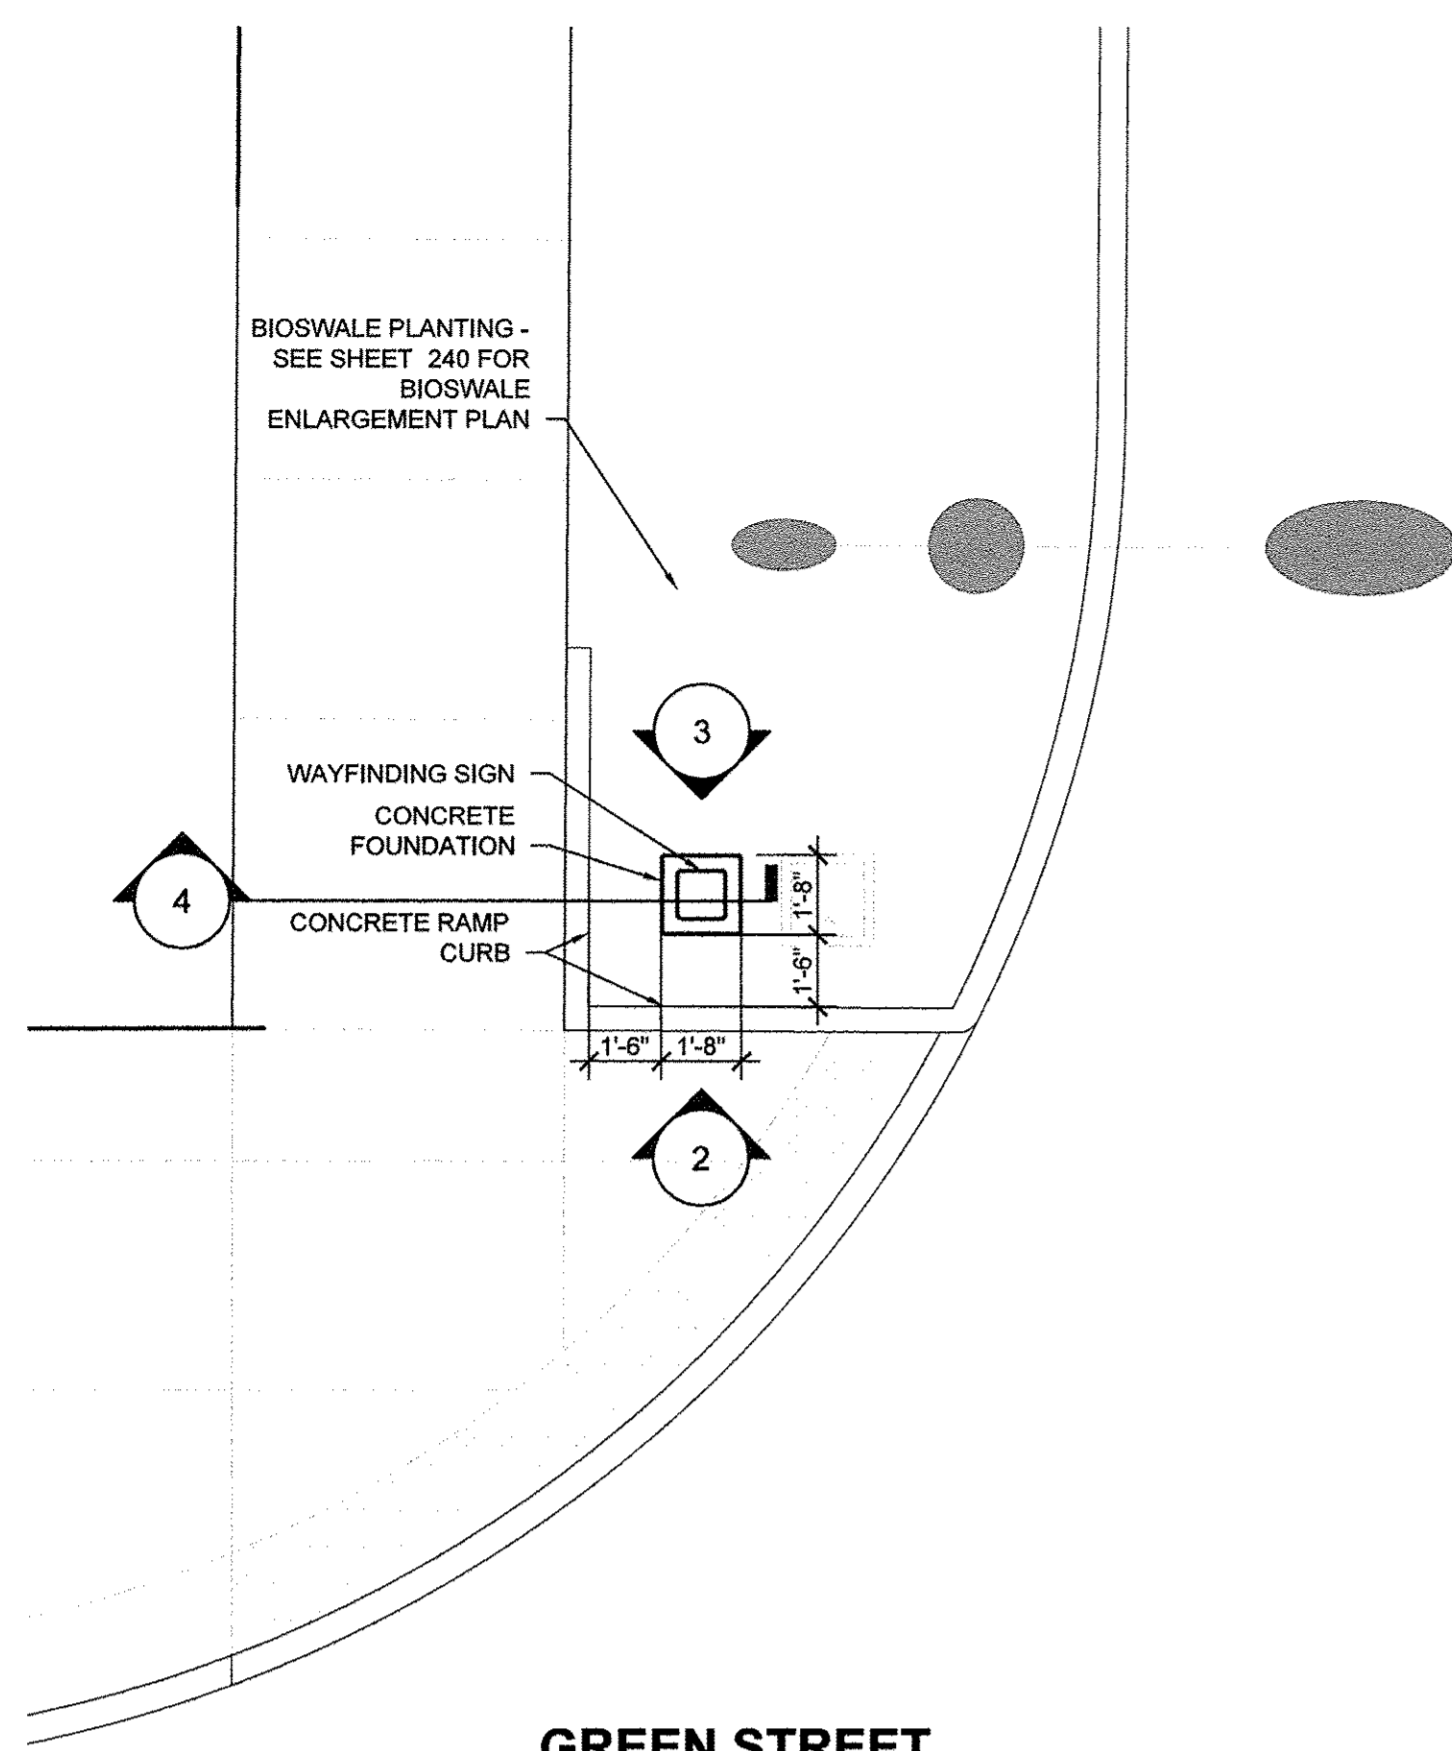 BIOSWALE PLANTING -
SEE SHEET 240 FOR
BIOSWALE
ENLARGEMENT PLAN
3
WAYFINDING SIGN
CONCRETE
FOUNDATION
4
1'-8"
CONCRETE RAMP
CURB
1'-6"
1'-6"
1'-8"
2
GREEN STREET